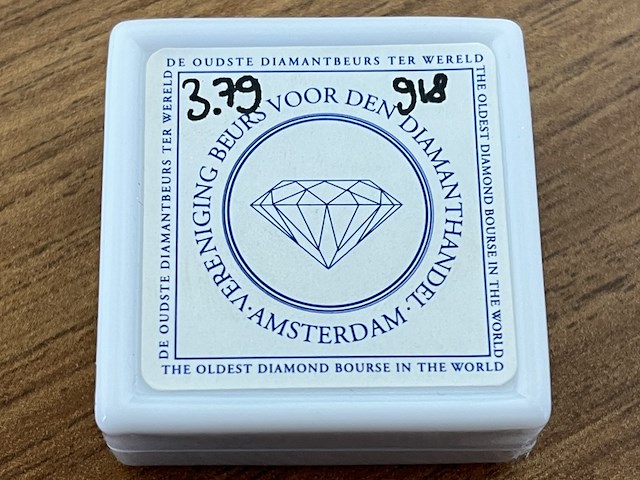 DE OUDSTE DIAMANTBEURS TER WERELD
THE OLDEST DIAMOND BOURSE IN THE WORLD
THE OLDEST DIAMOND BOURSE IN THE WORLD
DE OUDSTE DIAMANTBEURS TER WERELD
3.79
918
VERENIGING BEURS VOOR DEN DIAMANTHANDEL
·AMSTERDAM·